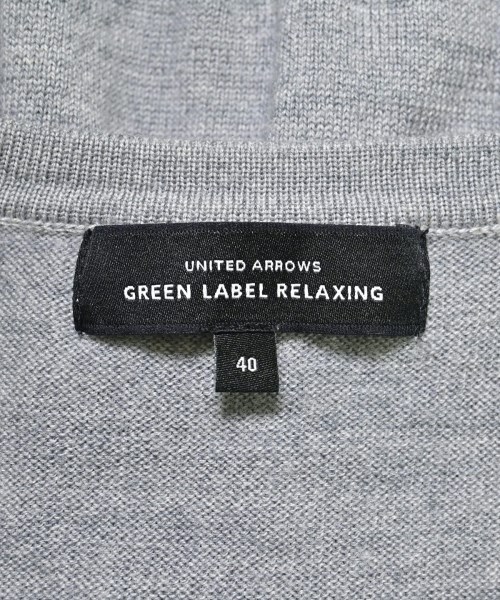 UNITED ARROWS
GREEN LABEL RELAXING
40